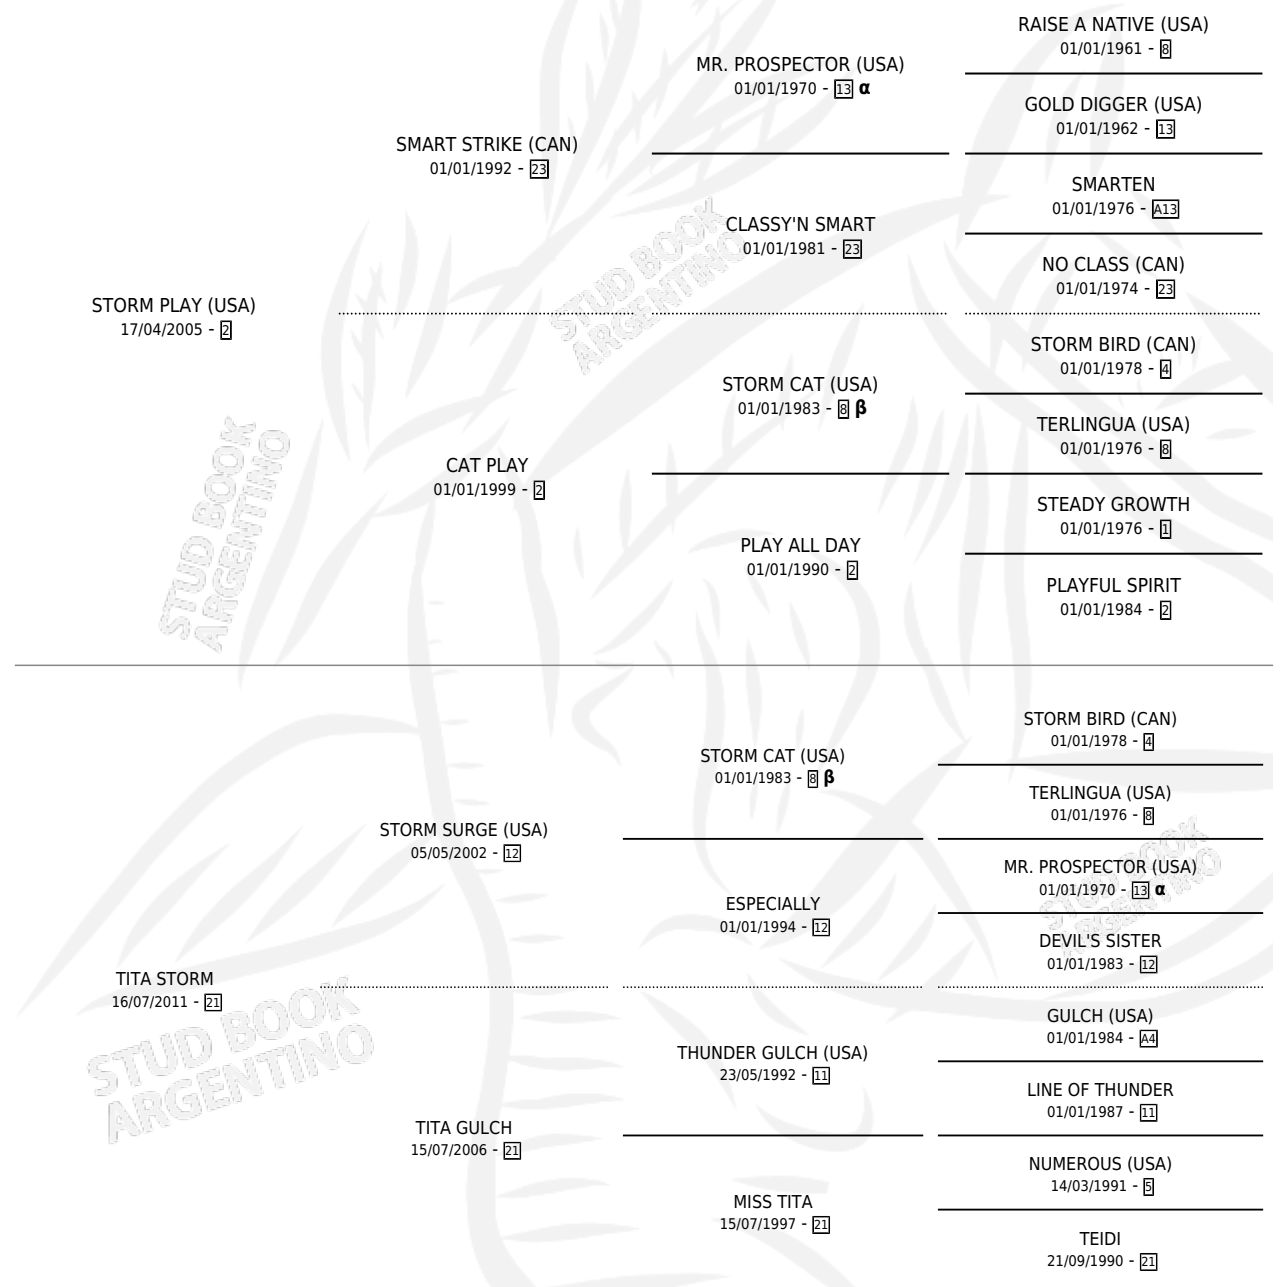 RAISE A NATIVE (USA)
01/01/1961 - 8
MR. PROSPECTOR (USA)
01/01/1970 - 13 α
GOLD DIGGER (USA)
01/01/1962 - 13
SMART STRIKE (CAN)
01/01/1992 - 23
SMARTEN
01/01/1976 - A13
CLASSY'N SMART
01/01/1981 - 23
NO CLASS (CAN)
01/01/1974 - 23
STORM PLAY (USA)
17/04/2005 - 2
STORM BIRD (CAN)
01/01/1978 - 4
STORM CAT (USA)
01/01/1983 - 8 β
TERLINGUA (USA)
01/01/1976 - 8
CAT PLAY
01/01/1999 - 2
STEADY GROWTH
01/01/1976 - 1
PLAY ALL DAY
01/01/1990 - 2
PLAYFUL SPIRIT
01/01/1984 - 2
STORM BIRD (CAN)
01/01/1978 - 4
STORM CAT (USA)
01/01/1983 - 8 β
TERLINGUA (USA)
01/01/1976 - 8
STORM SURGE (USA)
05/05/2002 - 12
MR. PROSPECTOR (USA)
01/01/1970 - 13 α
ESPECIALLY
01/01/1994 - 12
DEVIL'S SISTER
01/01/1983 - 12
TITA STORM
16/07/2011 - 21
GULCH (USA)
01/01/1984 - A4
THUNDER GULCH (USA)
23/05/1992 - 11
LINE OF THUNDER
01/01/1987 - 11
TITA GULCH
15/07/2006 - 21
NUMEROUS (USA)
14/03/1991 - 5
MISS TITA
15/07/1997 - 21
TEIDI
21/09/1990 - 21
STUD BOOK
ARGENTINO
STUD BOOK
ARGENTINO
STUD BOOK
ARGENTINO
STUD BOOK
ARGENTINO